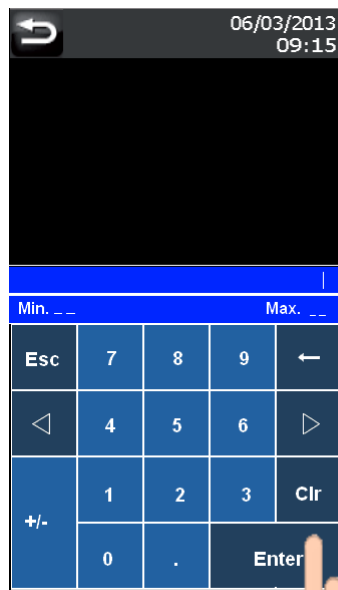 06/03/2013
09:15
Min. _ _ Max. _ _
Esc 7 8 9 ←
◁ 4 5 6 ▷
+/- 1 2 3 Clr
0 . Enter